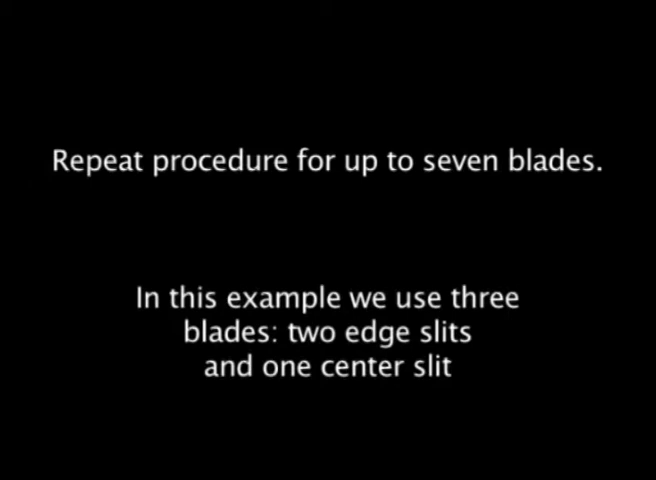 Repeat procedure for up to seven blades.
In this example we use three
blades: two edge slits
and one center slit